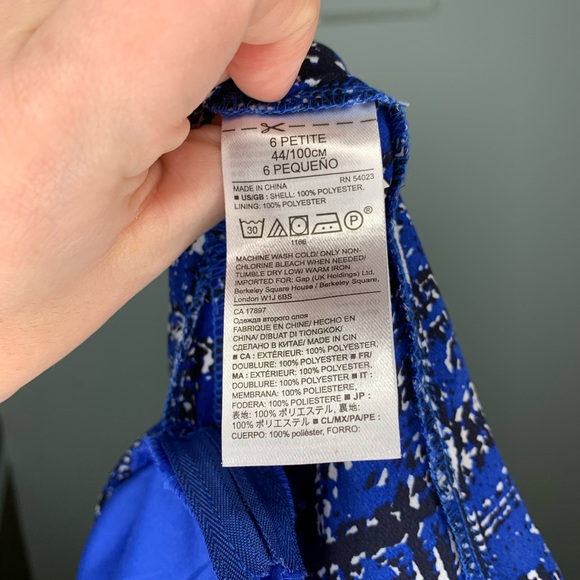 6 PETITE
44/100CM
6 PEQUEÑO
MADE IN CHINA RN 54023
■ US/GB : SHELL: 100% POLYESTER,
LINING: 100% POLYESTER
30 P ®
1166
MACHINE WASH COLD/ ONLY NON-
CHLORINE BLEACH WHEN NEEDED/
TUMBLE DRY LOW/ WARM IRON
IMPORTED FOR: Gap (UK Holdings) Ltd,
Berkeley Square House / Berkeley Square,
London W1J 6BS
CA 17897
Одежда второго слоя
FABRIQUE EN CHINE/ HECHO EN
CHINA/ DIBUAT DI TIONGKOK/
СДЕЛАНО В КИТАЕ/ MADE IN CIN
■ CA : EXTÉRIEUR: 100% POLYESTER,
DOUBLURE: 100% POLYESTER ■ FR/
MA : EXTÉRIEUR: 100% POLYESTER,
DOUBLURE: 100% POLYESTER ■ IT :
MEMBRANA: 100% POLIESTERE,
FODERA: 100% POLIESTERE ■ JP :
表地: 100% ポリエステル, 裏地:
100% ポリエステル ■ CL/MX/PA/PE :
CUERPO: 100% poliéster, FORRO: